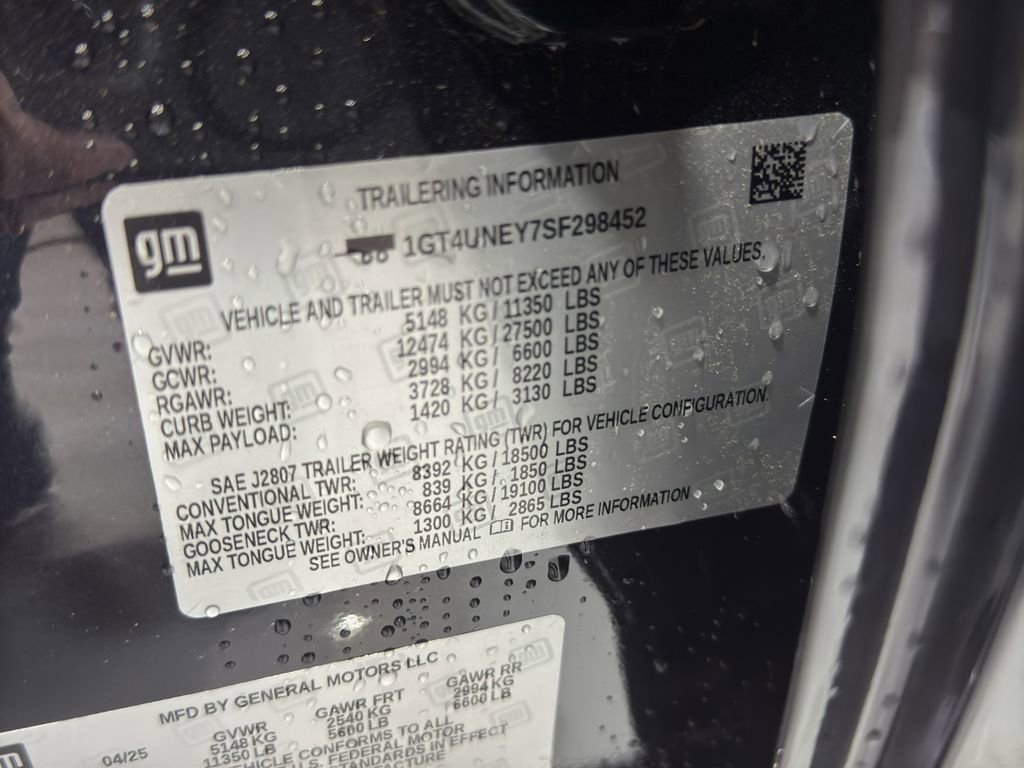 TRAILERING INFORMATION
gm
1GT4UNEY7SF298452
VEHICLE AND TRAILER MUST NOT EXCEED ANY OF THESE VALUES.
GVWR: 5148 KG / 11350 LBS
GCWR: 12474 KG / 27500 LBS
RGAWR: 2994 KG / 6600 LBS
CURB WEIGHT: 3728 KG / 8220 LBS
MAX PAYLOAD: 1420 KG / 3130 LBS
SAE J2807 TRAILER WEIGHT RATING (TWR) FOR VEHICLE CONFIGURATION.
CONVENTIONAL TWR: 8392 KG / 18500 LBS
MAX TONGUE WEIGHT: 839 KG / 1850 LBS
GOOSENECK TWR: 8664 KG / 19100 LBS
MAX TONGUE WEIGHT: 1300 KG / 2865 LBS
SEE OWNER'S MANUAL FOR MORE INFORMATION
MFD BY GENERAL MOTORS LLC
04/25
GVWR GAWR FRT GAWR RR
5148 KG 2540 KG 2994 KG
11350 LB 5600 LB 6600 LB
VEHICLE CONFORMS TO ALL
FEDERAL MOTOR
STANDARDS IN EFFECT